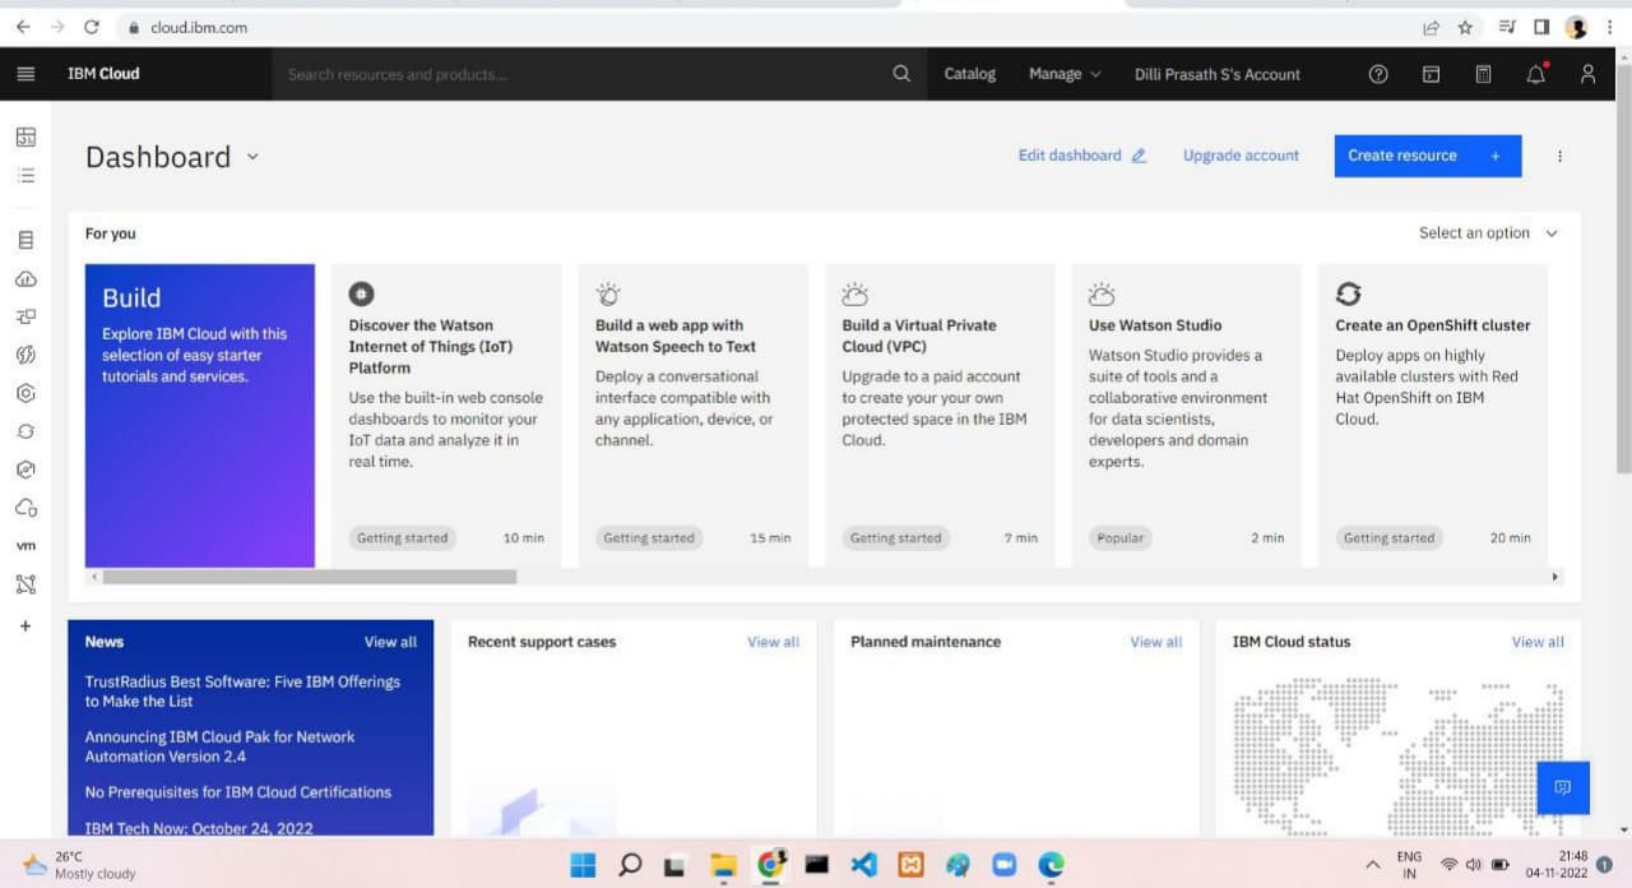 cloud.ibm.com
IBM Cloud
Search resources and products...
Catalog
Manage
Dilli Prasath S's Account
Dashboard
Edit dashboard
Upgrade account
Create resource +
For you
Select an option
Build
Explore IBM Cloud with this
selection of easy starter
tutorials and services.
Discover the Watson
Internet of Things (IoT)
Platform
Use the built-in web console
dashboards to monitor your
IoT data and analyze it in
real time.
Getting started
10 min
Build a web app with
Watson Speech to Text
Deploy a conversational
interface compatible with
any application, device, or
channel.
Getting started
15 min
Build a Virtual Private
Cloud (VPC)
Upgrade to a paid account
to create your your own
protected space in the IBM
Cloud.
Getting started
7 min
Use Watson Studio
Watson Studio provides a
suite of tools and a
collaborative environment
for data scientists,
developers and domain
experts.
Popular
2 min
Create an OpenShift cluster
Deploy apps on highly
available clusters with Red
Hat OpenShift on IBM
Cloud.
Getting started
20 min
vm
+
News
View all
TrustRadius Best Software: Five IBM Offerings
to Make the List
Announcing IBM Cloud Pak for Network
Automation Version 2.4
No Prerequisites for IBM Cloud Certifications
IBM Tech Now: October 24, 2022
Recent support cases
View all
Planned maintenance
View all
IBM Cloud status
View all
26°C
Mostly cloudy
ENG
IN
21:48
04-11-2022
1